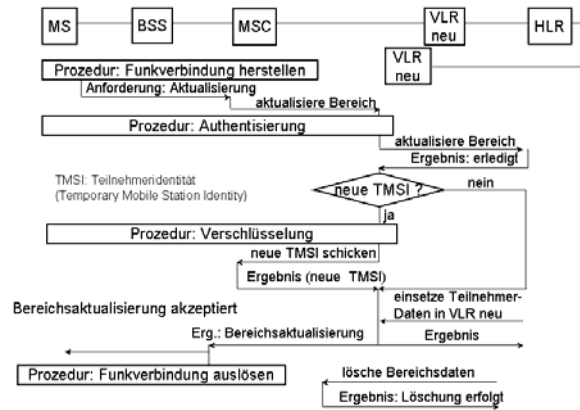 MS BSS MSC VLR neu HLR
VLR neu
Prozedur: Funkverbindung herstellen
Anforderung: Aktualisierung
aktualisiere Bereich
Prozedur: Authentisierung
aktualisiere Bereich
Ergebnis: erledigt
TMSI: Teilnehmeridentität
(Temporary Mobile Station Identity)
neue TMSI ?
nein
ja
Prozedur: Verschlüsselung
neue TMSI schicken
Ergebnis (neue TMSI)
einsetze Teilnehmer-
Daten in VLR neu
Bereichsaktualisierung akzeptiert
Erg.: Bereichsaktualisierung
Ergebnis
Prozedur: Funkverbindung auslösen
lösche Bereichsdaten
Ergebnis: Löschung erfolgt